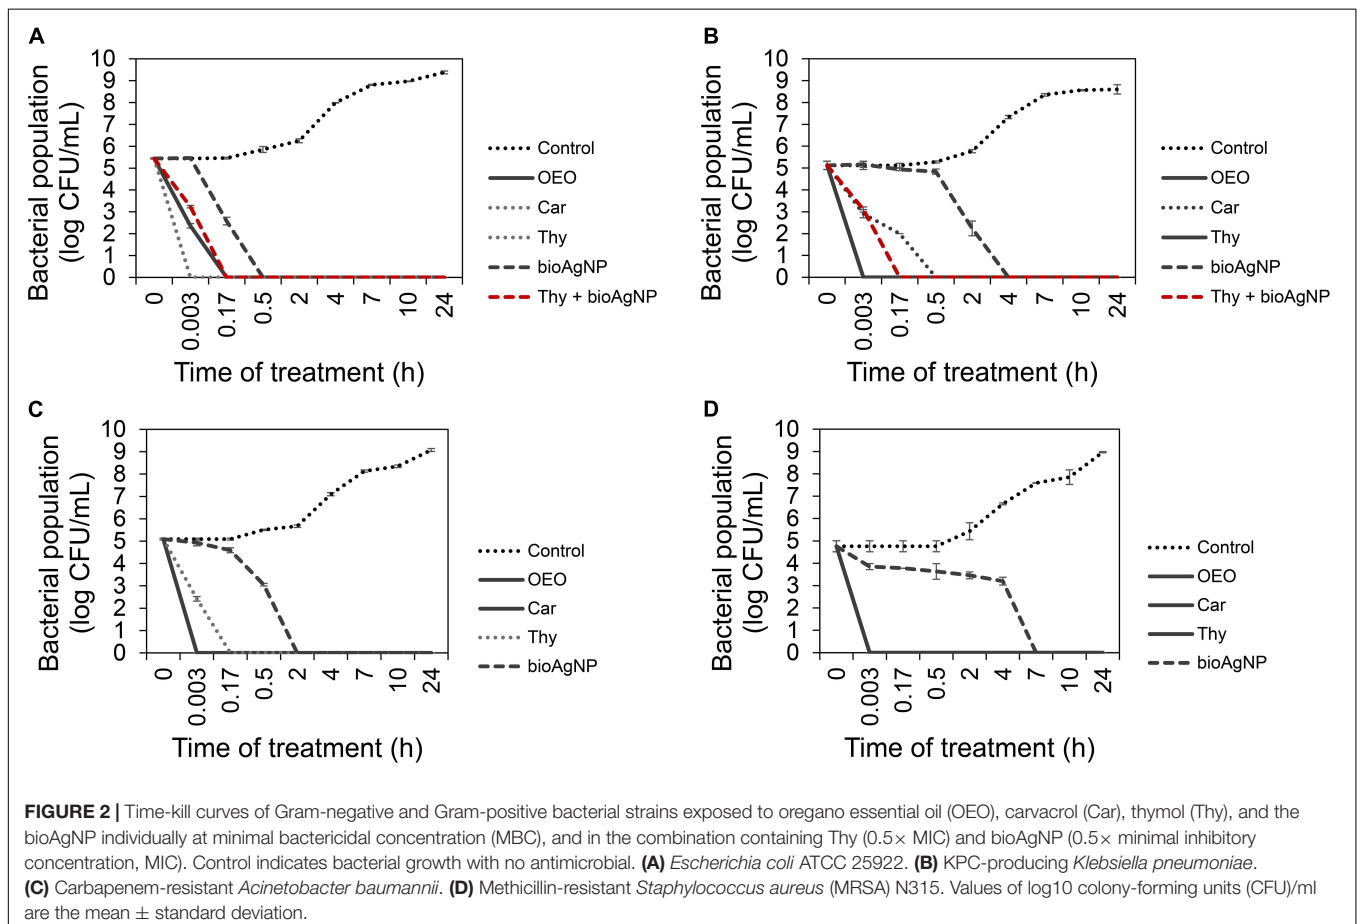 A
Bacterial population
(log CFU/mL)
10
9
8
7
6
5
4
3
2
1
0
0
0.003
0.17
0.5
2
4
7
10
24
Time of treatment (h)
Control
OEO
Car
Thy
bioAgNP
Thy + bioAgNP
B
Bacterial population
(log CFU/mL)
10
9
8
7
6
5
4
3
2
1
0
0
0.003
0.17
0.5
2
4
7
10
24
Time of treatment (h)
Control
OEO
Car
Thy
bioAgNP
Thy + bioAgNP
C
Bacterial population
(log CFU/mL)
10
9
8
7
6
5
4
3
2
1
0
0
0.003
0.17
0.5
2
4
7
10
24
Time of treatment (h)
Control
OEO
Car
Thy
bioAgNP
D
Bacterial population
(log CFU/mL)
10
9
8
7
6
5
4
3
2
1
0
0
0.003
0.17
0.5
2
4
7
10
24
Time of treatment (h)
Control
OEO
Car
Thy
bioAgNP
FIGURE 2 | Time-kill curves of Gram-negative and Gram-positive bacterial strains exposed to oregano essential oil (OEO), carvacrol (Car), thymol (Thy), and the
bioAgNP individually at minimal bactericidal concentration (MBC), and in the combination containing Thy (0.5× MIC) and bioAgNP (0.5× minimal inhibitory
concentration, MIC). Control indicates bacterial growth with no antimicrobial. (A) Escherichia coli ATCC 25922. (B) KPC-producing Klebsiella pneumoniae.
(C) Carbapenem-resistant Acinetobacter baumannii. (D) Methicillin-resistant Staphylococcus aureus (MRSA) N315. Values of log10 colony-forming units (CFU)/ml
are the mean ± standard deviation.